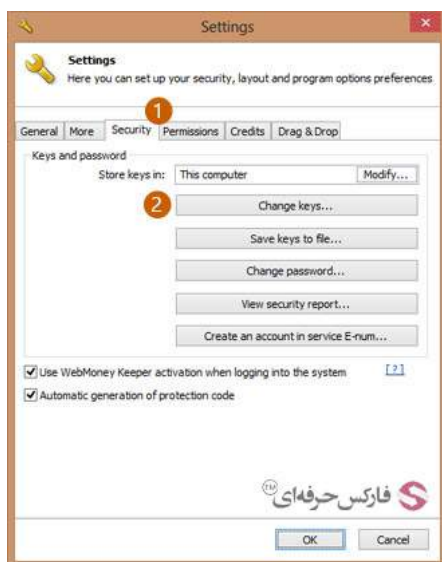 Settings
Settings
Here you can set up your security, layout and program options preferences
1
General More Security Permissions Credits Drag & Drop
Keys and password
Store keys in: This computer Modify...
2 Change keys...
Save keys to file...
Change password...
View security report...
Create an account in service E-num...
Use WebMoney Keeper activation when logging into the system [?]
Automatic generation of protection code
فارکس حرفه‌ای TM
OK Cancel